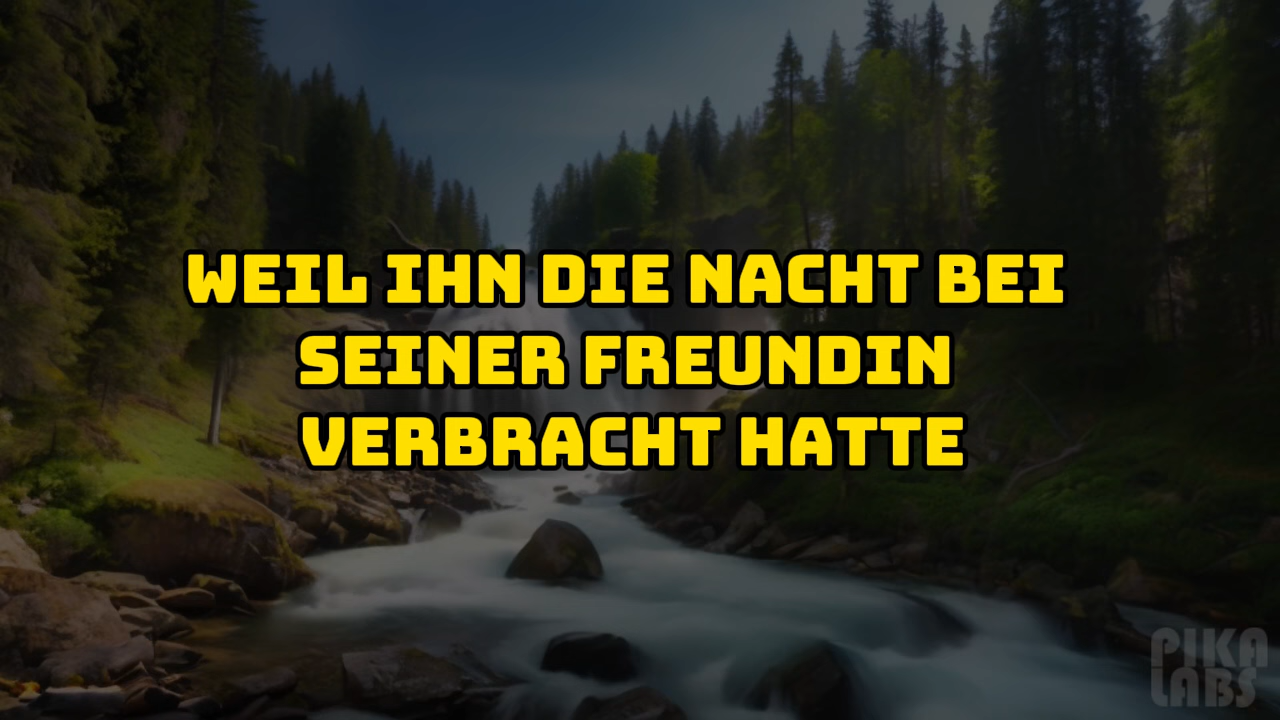 WEIL IHN DIE NACHT BEI
SEINER FREUNDIN
VERBRACHT HATTE
PIKA
LABS